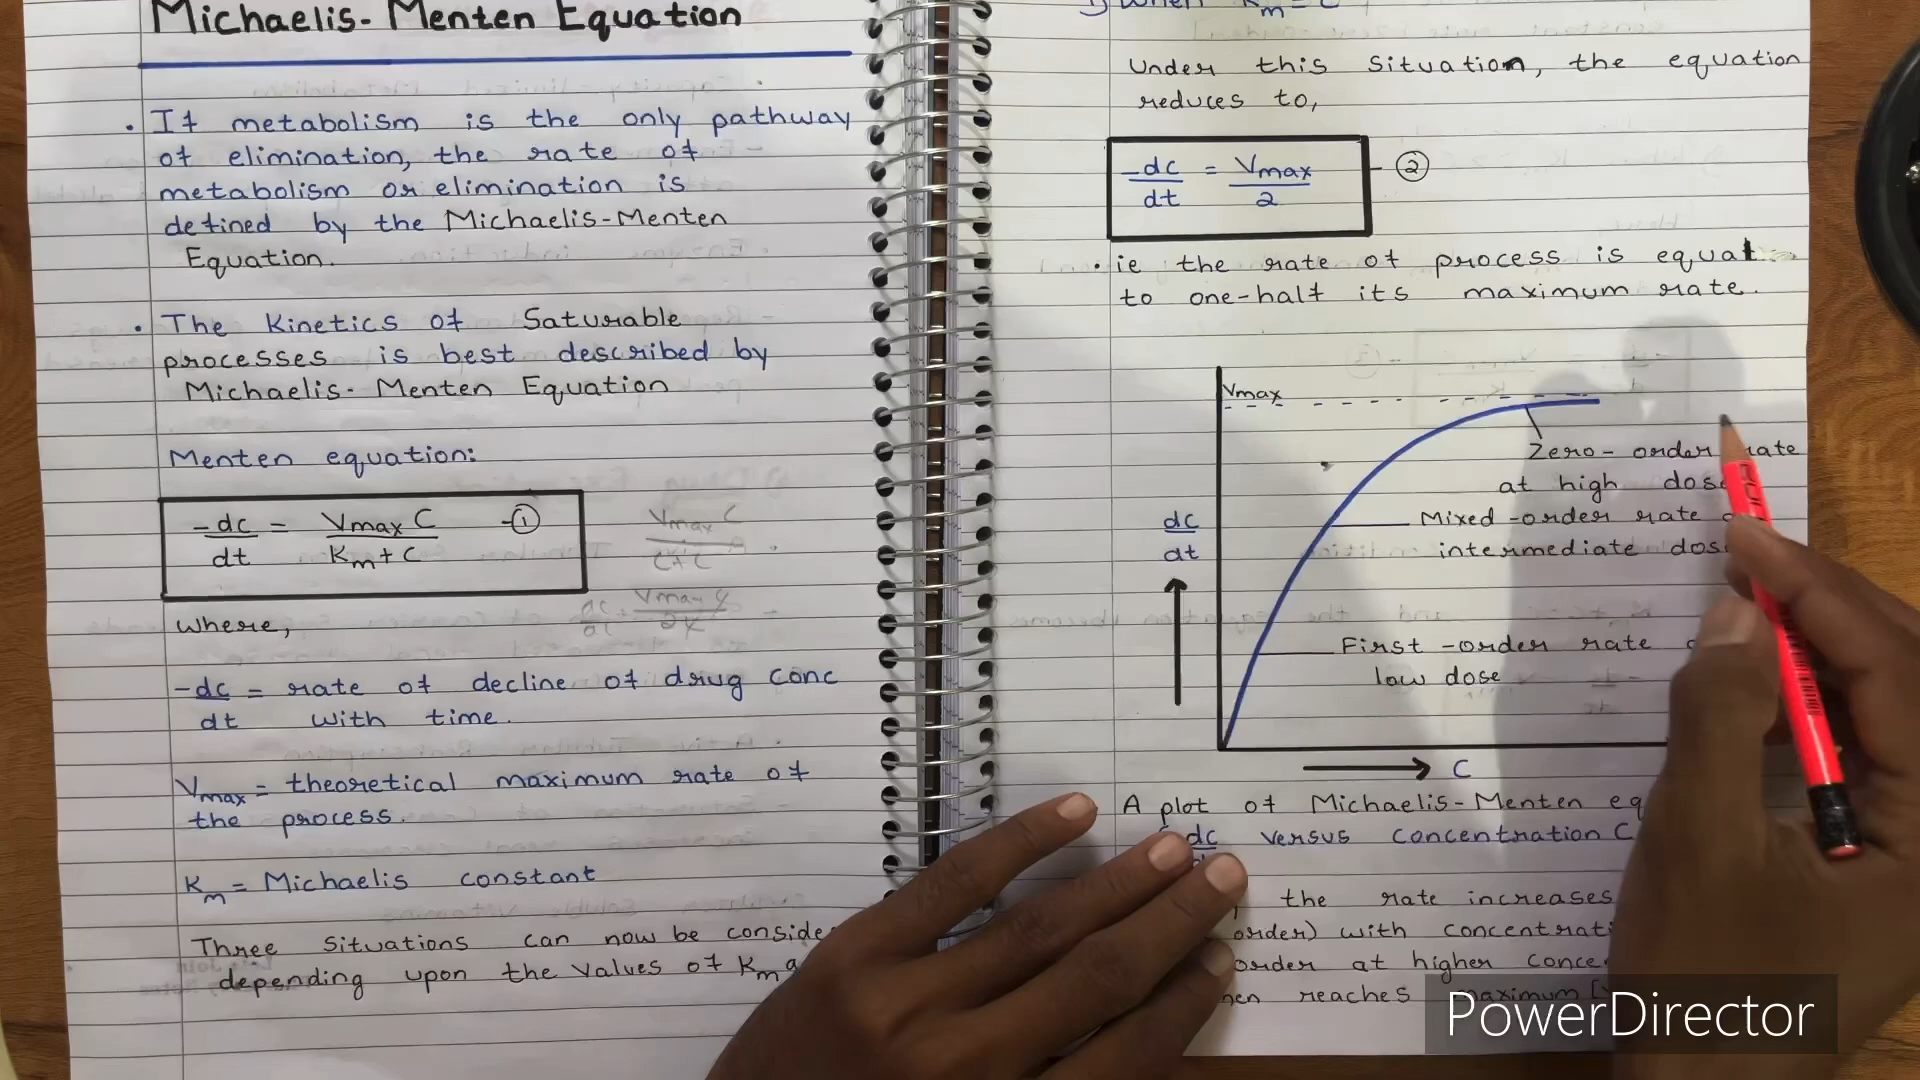 Michaelis-Menten Equation
• If metabolism is the only pathway
of elimination, the rate of
metabolism or elimination is
defined by the Michaelis-Menten
Equation.
• The Kinetics of Saturable
processes is best described by
Michaelis-Menten Equation
Menten equation:
-dc/dt = Vmax C / Km + C -①
Vmax C
where,
-dc/dt = rate of decline of drug conc
with time.
Vmax = theoretical maximum rate of
the process.
Km = Michaelis constant
Three situations can now be
depending upon the values of Km
1) When Km = C
Under this situation, the equation
reduces to,
-dc/dt = Vmax/2 - ②
• ie the rate of process is equal
to one-half its maximum rate.
Vmax
Zero-order rate
at high
Mixed-order rate
intermediate
dc/dt
First-order rate
low dose
C
A plot of Michaelis-Menten
dc versus concentration C
the rate increases
order) with
order at higher
reaches maximum
PowerDirector